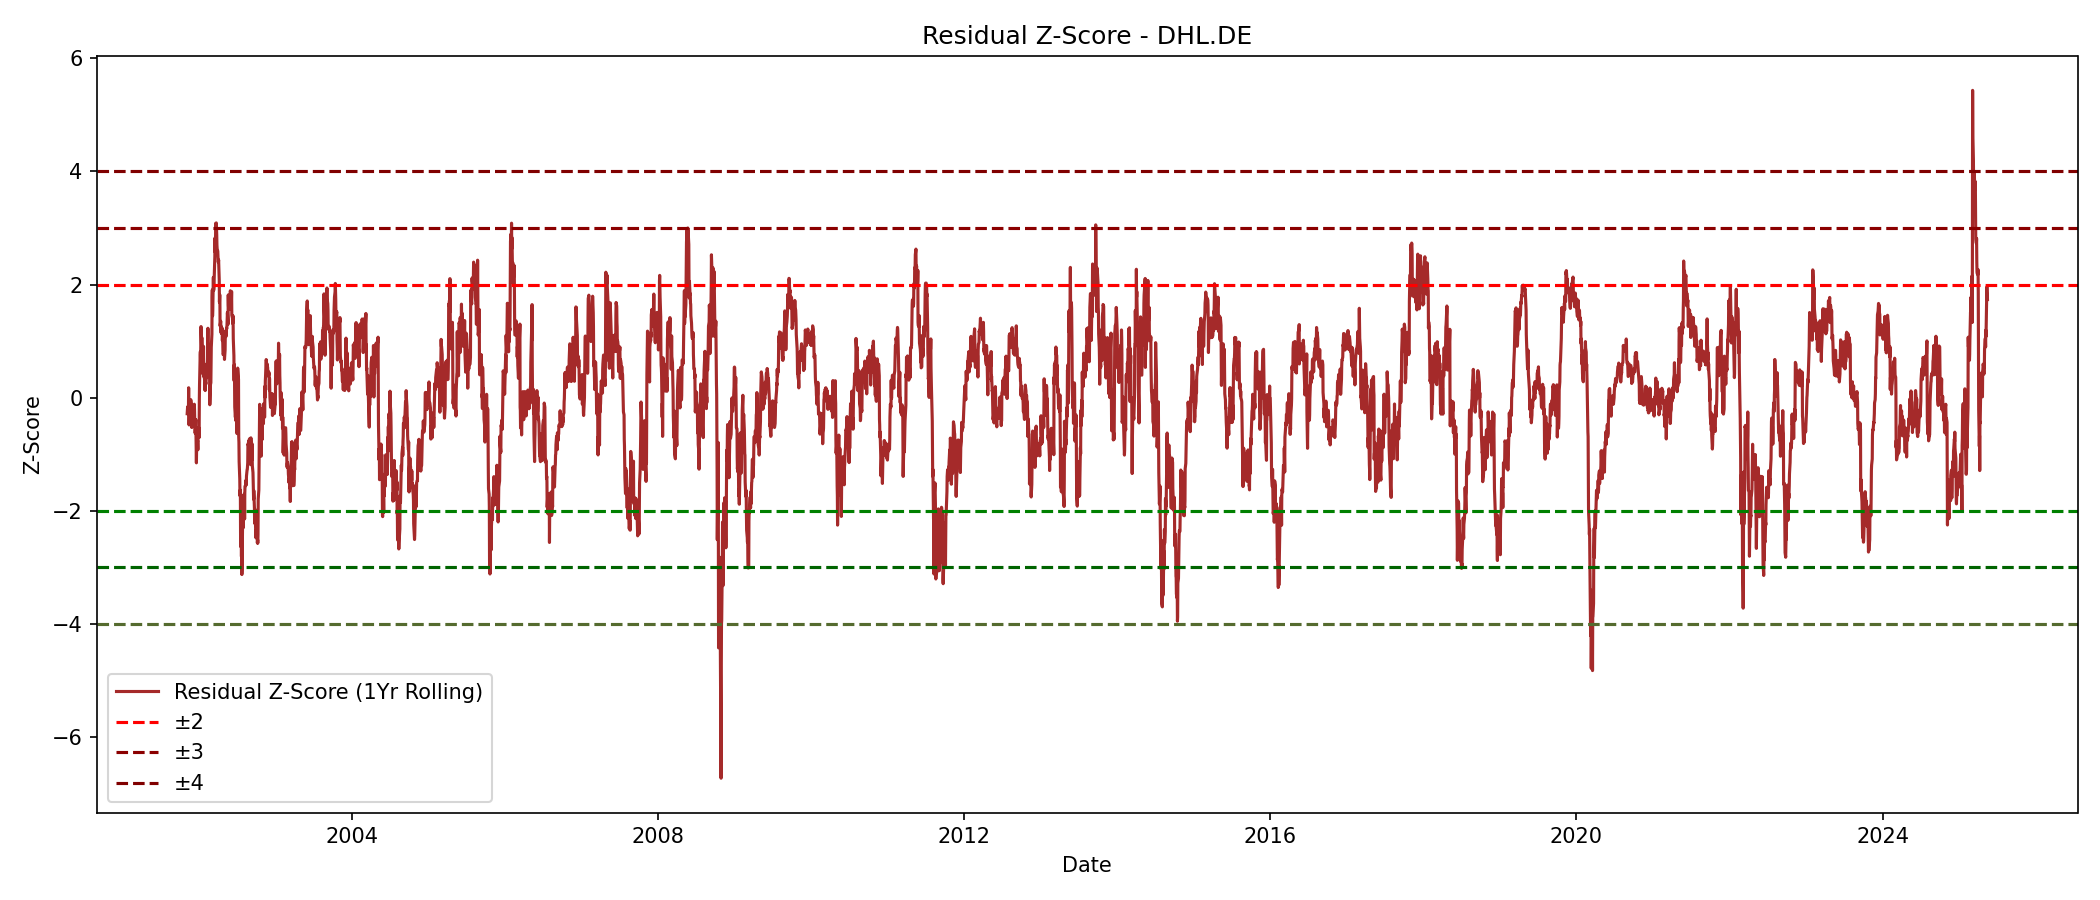 Residual Z-Score - DHL.DE
6
4
2
0
−2
−4
−6
Z-Score
Residual Z-Score (1Yr Rolling)
±2
±3
±4
2004 2008 2012 2016 2020 2024
Date